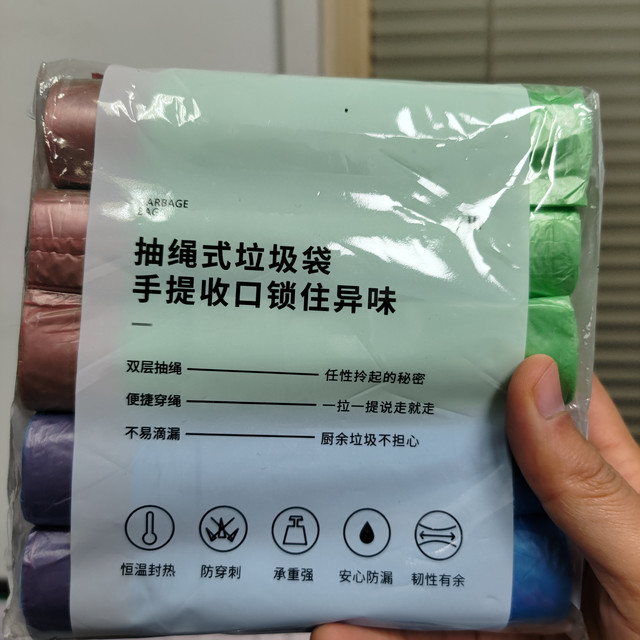 GARBAGE
BAG
抽绳式垃圾袋
手提收口锁住异味
双层抽绳 任性拎起的秘密
便捷穿绳 一拉一提说走就走
不易滴漏 厨余垃圾不担心
恒温封热 防穿刺 承重强 安心防漏 韧性有余